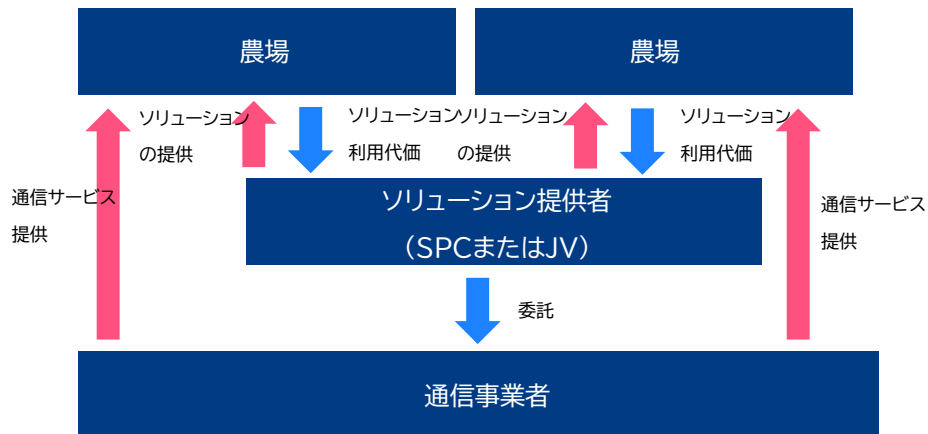 農場
農場
ソリューション
の提供
ソリューション
利用代価
ソリューション
の提供
ソリューション
利用代価
通信サービス
提供
ソリューション提供者
（SPCまたはJV）
通信サービス
提供
委託
通信事業者